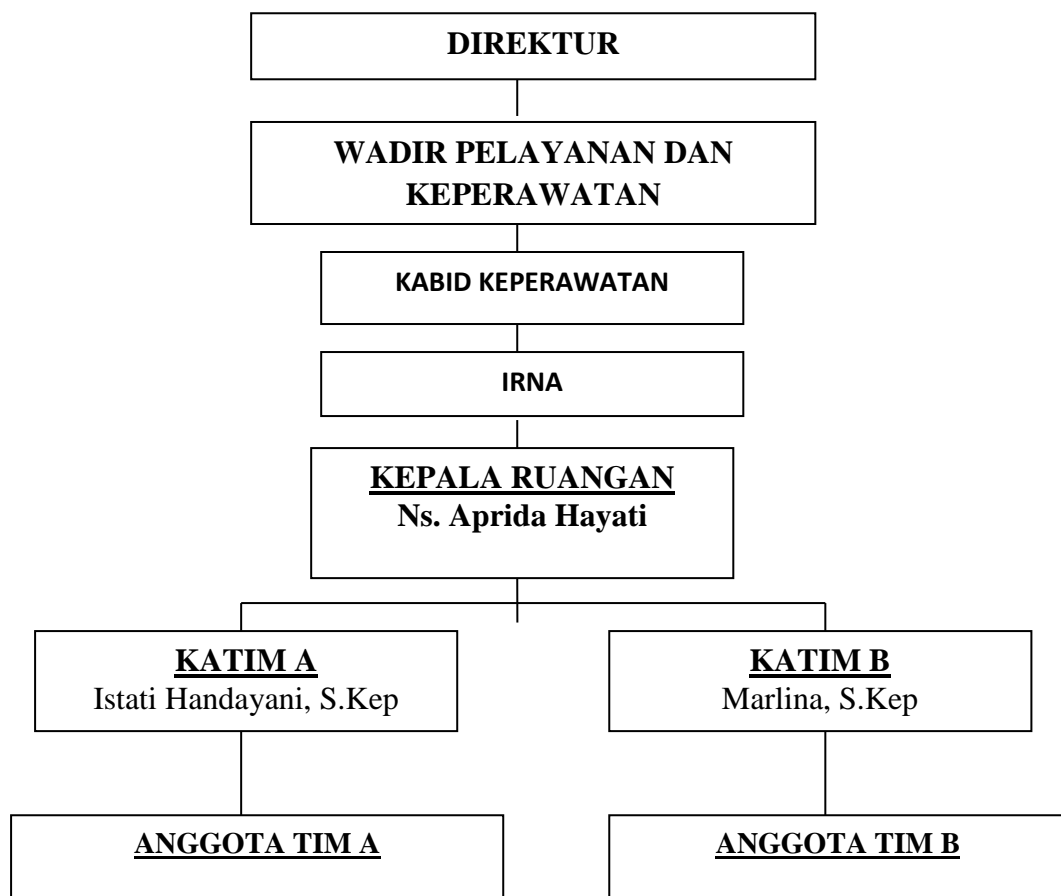 DIREKTUR
WADIR PELAYANAN DAN
KEPERAWATAN
KABID KEPERAWATAN
IRNA
KEPALA RUANGAN
Ns. Aprida Hayati
KATIM A
Istati Handayani, S.Kep
KATIM B
Marlina, S.Kep
ANGGOTA TIM A
ANGGOTA TIM B